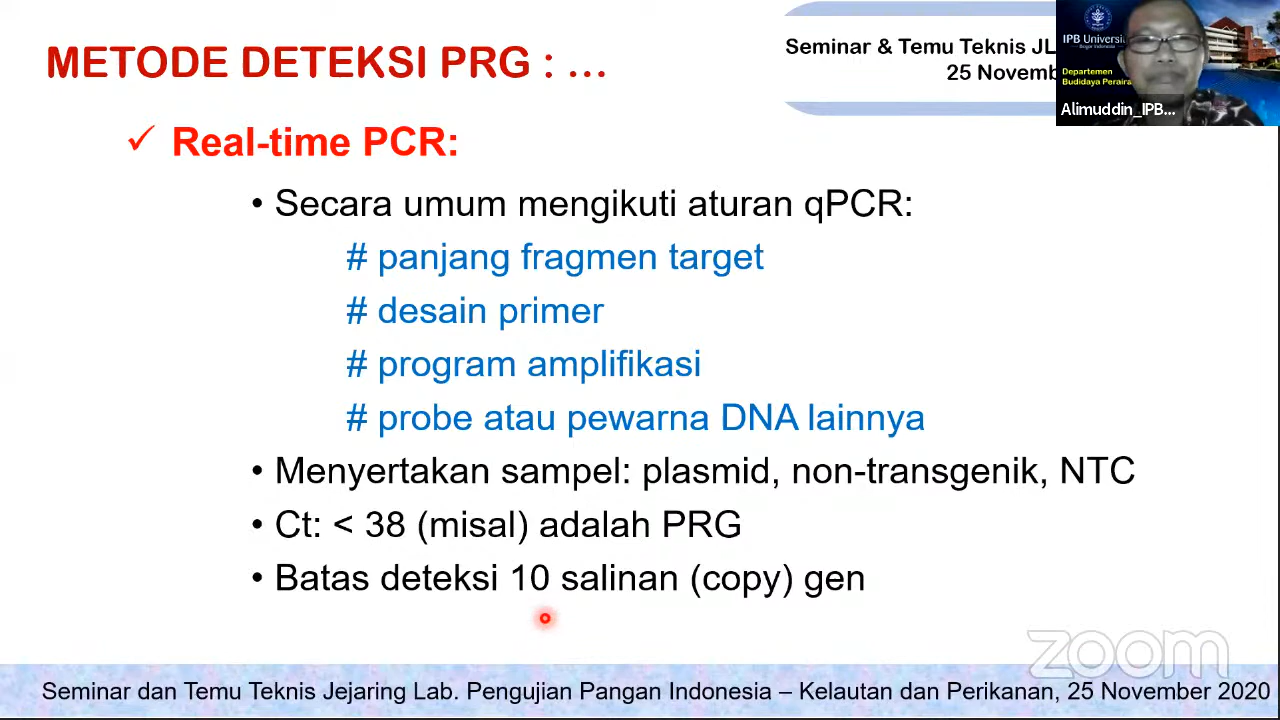 METODE DETEKSI PRG : ...
Seminar & Temu Teknis JL
25 Novemb
IPB Universi
Bogor Indonesia
Departemen
Budidaya Peraira
Alimuddin_IPB...
✓ Real-time PCR:
• Secara umum mengikuti aturan qPCR:
# panjang fragmen target
# desain primer
# program amplifikasi
# probe atau pewarna DNA lainnya
• Menyertakan sampel: plasmid, non-transgenik, NTC
• Ct: < 38 (misal) adalah PRG
• Batas deteksi 10 salinan (copy) gen
zoom
Seminar dan Temu Teknis Jejaring Lab. Pengujian Pangan Indonesia – Kelautan dan Perikanan, 25 November 2020